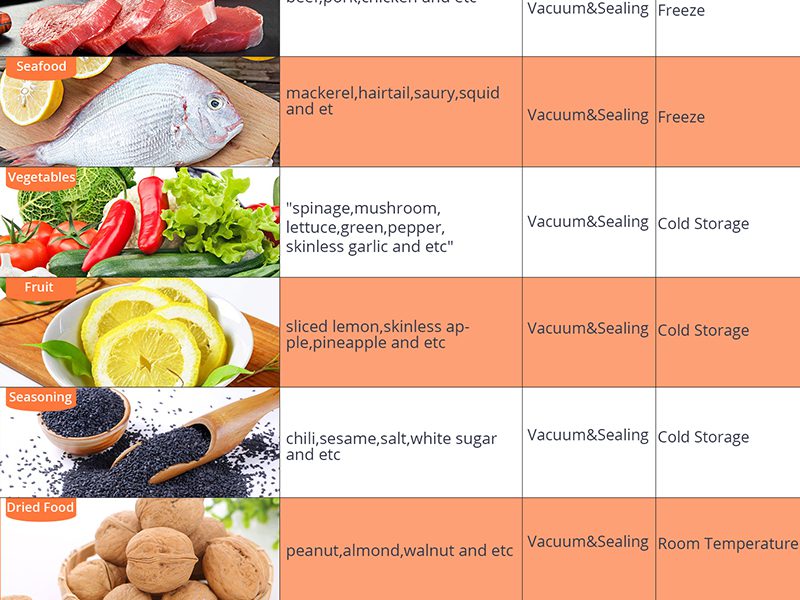 beef,pork,chicken and etc
Vacuum&Sealing
Freeze
Seafood
mackerel,hairtail,saury,squid
and et
Vacuum&Sealing
Freeze
Vegetables
"spinage,mushroom,
lettuce,green,pepper,
skinless garlic and etc"
Vacuum&Sealing
Cold Storage
Fruit
sliced lemon,skinless ap-
ple,pineapple and etc
Vacuum&Sealing
Cold Storage
Seasoning
chili,sesame,salt,white sugar
and etc
Vacuum&Sealing
Cold Storage
Dried Food
peanut,almond,walnut and etc
Vacuum&Sealing
Room Temperature